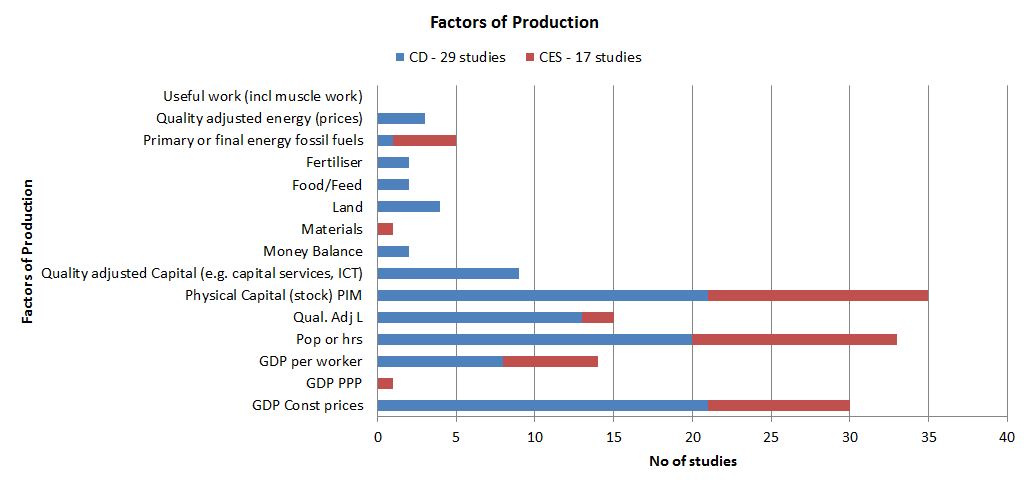 Factors of Production
CD - 29 studies CES - 17 studies
Factors of Production
Useful work (incl muscle work)
Quality adjusted energy (prices)
Primary or final energy fossil fuels
Fertiliser
Food/Feed
Land
Materials
Money Balance
Quality adjusted Capital (e.g. capital services, ICT)
Physical Capital (stock) PIM
Qual. Adj L
Pop or hrs
GDP per worker
GDP PPP
GDP Const prices
0 5 10 15 20 25 30 35 40
No of studies